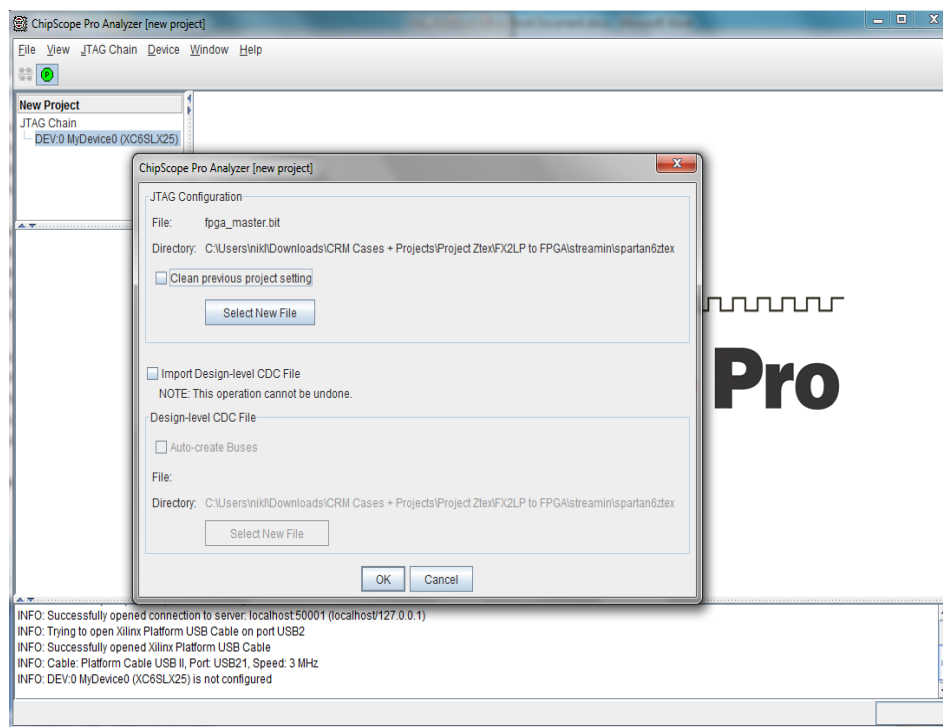 ChipScope Pro Analyzer [new project]
File View JTAG Chain Device Window Help
P
New Project
JTAG Chain
DEV:0 MyDevice0 (XC6SLX25)
ChipScope Pro Analyzer [new project]
JTAG Configuration
File: fpga_master.bit
Directory: C:\Users\nikl\Downloads\CRM Cases + Projects\Project Ztex\FX2LP to FPGA\streamin\spartan6ztex
Clean previous project setting
Select New File
Import Design-level CDC File
NOTE: This operation cannot be undone.
Design-level CDC File
Auto-create Buses
File:
Directory: C:\Users\nikl\Downloads\CRM Cases + Projects\Project Ztex\FX2LP to FPGA\streamin\spartan6ztex
Select New File
OK Cancel
Pro
INFO: Successfully opened connection to server: localhost:50001 (localhost/127.0.0.1)
INFO: Trying to open Xilinx Platform USB Cable on port USB2
INFO: Successfully opened Xilinx Platform USB Cable
INFO: Cable: Platform Cable USB II, Port: USB21, Speed: 3 MHz
INFO: DEV:0 MyDevice0 (XC6SLX25) is not configured